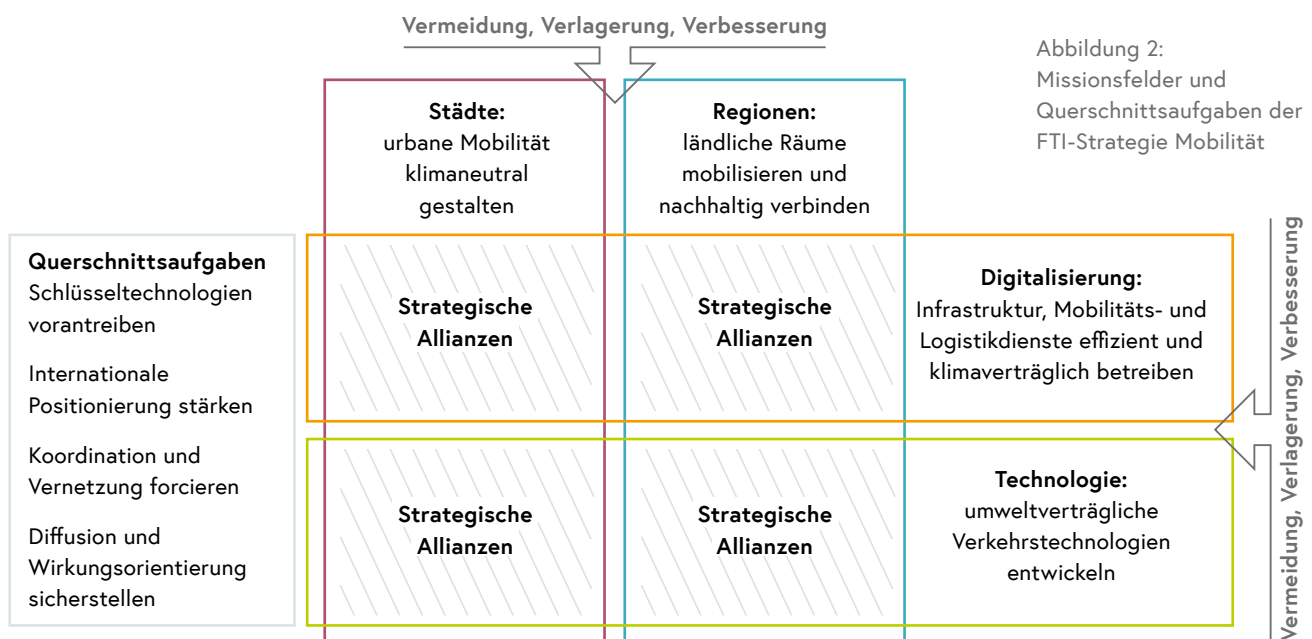 Vermeidung, Verlagerung, Verbesserung
Abbildung 2:
Missionsfelder und
Querschnittsaufgaben der
FTI-Strategie Mobilität
Städte:
urbane Mobilität
klimaneutral
gestalten
Regionen:
ländliche Räume
mobilisieren und
nachhaltig verbinden
Querschnittsaufgaben
Schlüsseltechnologien
vorantreiben
Internationale
Positionierung stärken
Koordination und
Vernetzung forcieren
Diffusion und
Wirkungsorientierung
sicherstellen
Strategische
Allianzen
Strategische
Allianzen
Digitalisierung:
Infrastruktur, Mobilitäts- und
Logistikdienste effizient und
klimaverträglich betreiben
Strategische
Allianzen
Strategische
Allianzen
Technologie:
umweltverträgliche
Verkehrstechnologien
entwickeln
Vermeidung, Verlagerung, Verbesserung